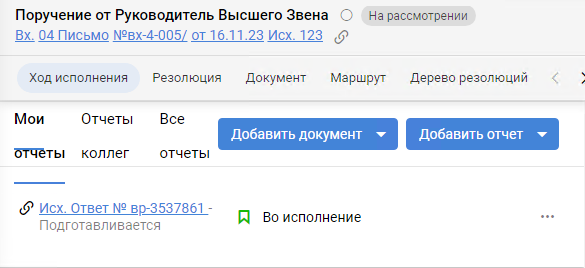 Поручение от Руководитель Высшего Звена На рассмотрении
Вх. 04 Письмо №вх-4-005/ от 16.11.23 Исх. 123
Ход исполнения Резолюция Документ Маршрут Дерево резолюций
Мои отчеты Отчеты коллег Все отчеты Добавить документ Добавить отчет
Исх. Ответ № вр-3537861 - Во исполнение
Подготавливается